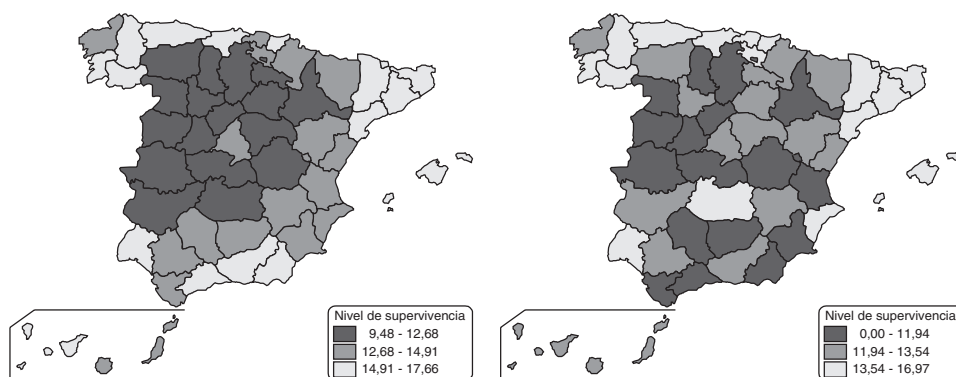 Nivel de supervivencia
9,48 - 12,68
12,68 - 14,91
14,91 - 17,66
Nivel de supervivencia
0,00 - 11,94
11,94 - 13,54
13,54 - 16,97